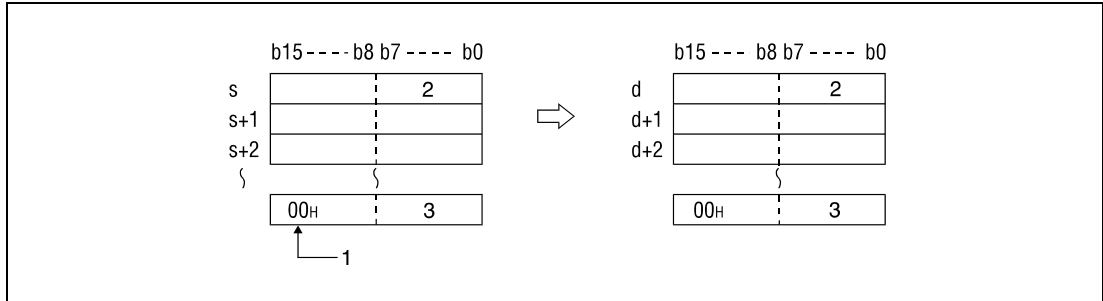 b15 - - - - b8 b7 - - - - - b0 b15 - - - - b8 b7 - - - - - b0
s 2 d 2
s+1 d+1
s+2 d+2
00H 3 00H 3
1